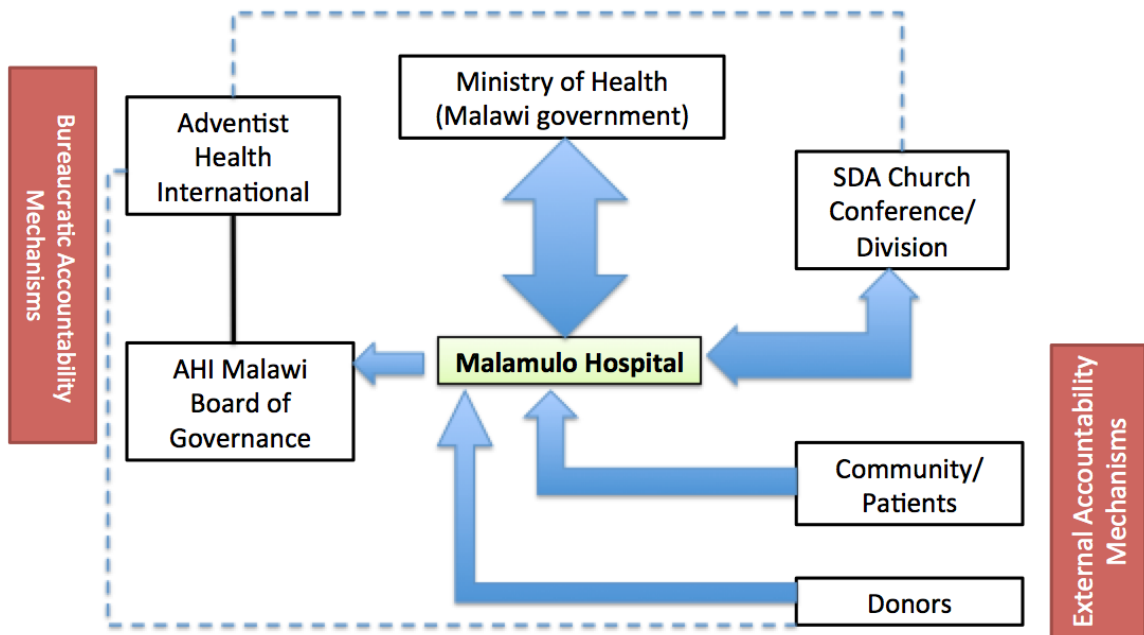 Bureaucratic Accountability
Mechanisms
Adventist
Health
International
Ministry of Health
(Malawi government)
SDA Church
Conference/
Division
AHI Malawi
Board of
Governance
Malamulo Hospital
Community/
Patients
Donors
External Accountability
Mechanisms